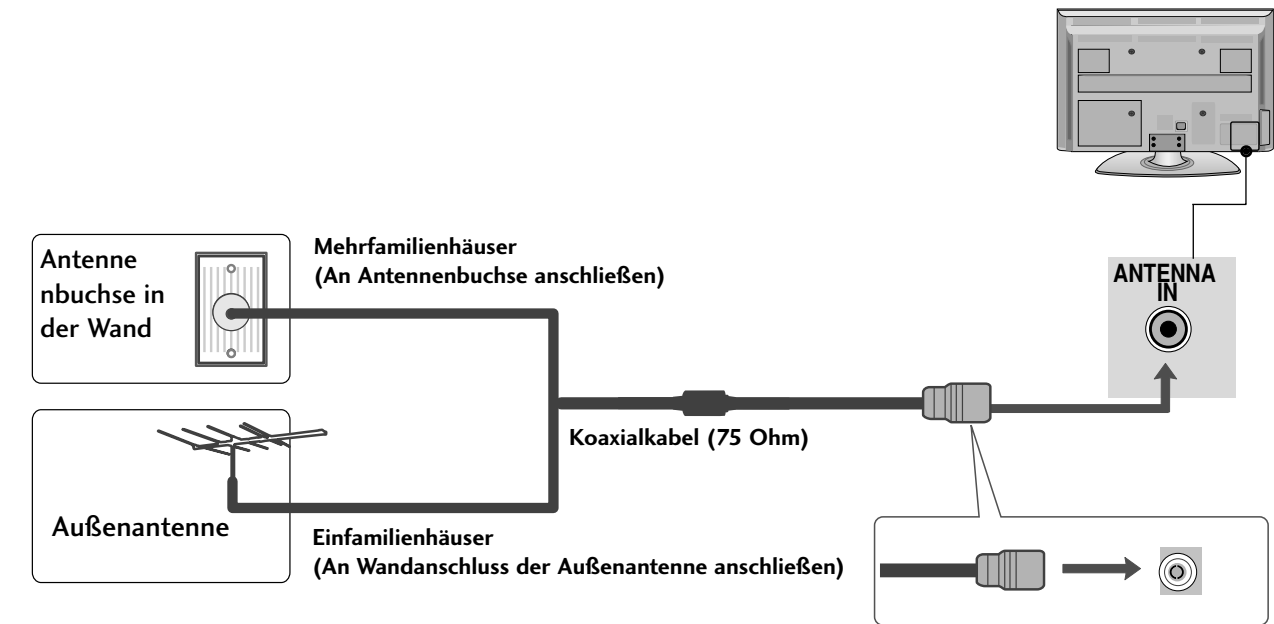 Antenne
nbuchse in
der Wand
Mehrfamilienhäuser
(An Antennenbuchse anschließen)
ANTENNA
IN
Koaxialkabel (75 Ohm)
Außenantenne
Einfamilienhäuser
(An Wandanschluss der Außenantenne anschließen)